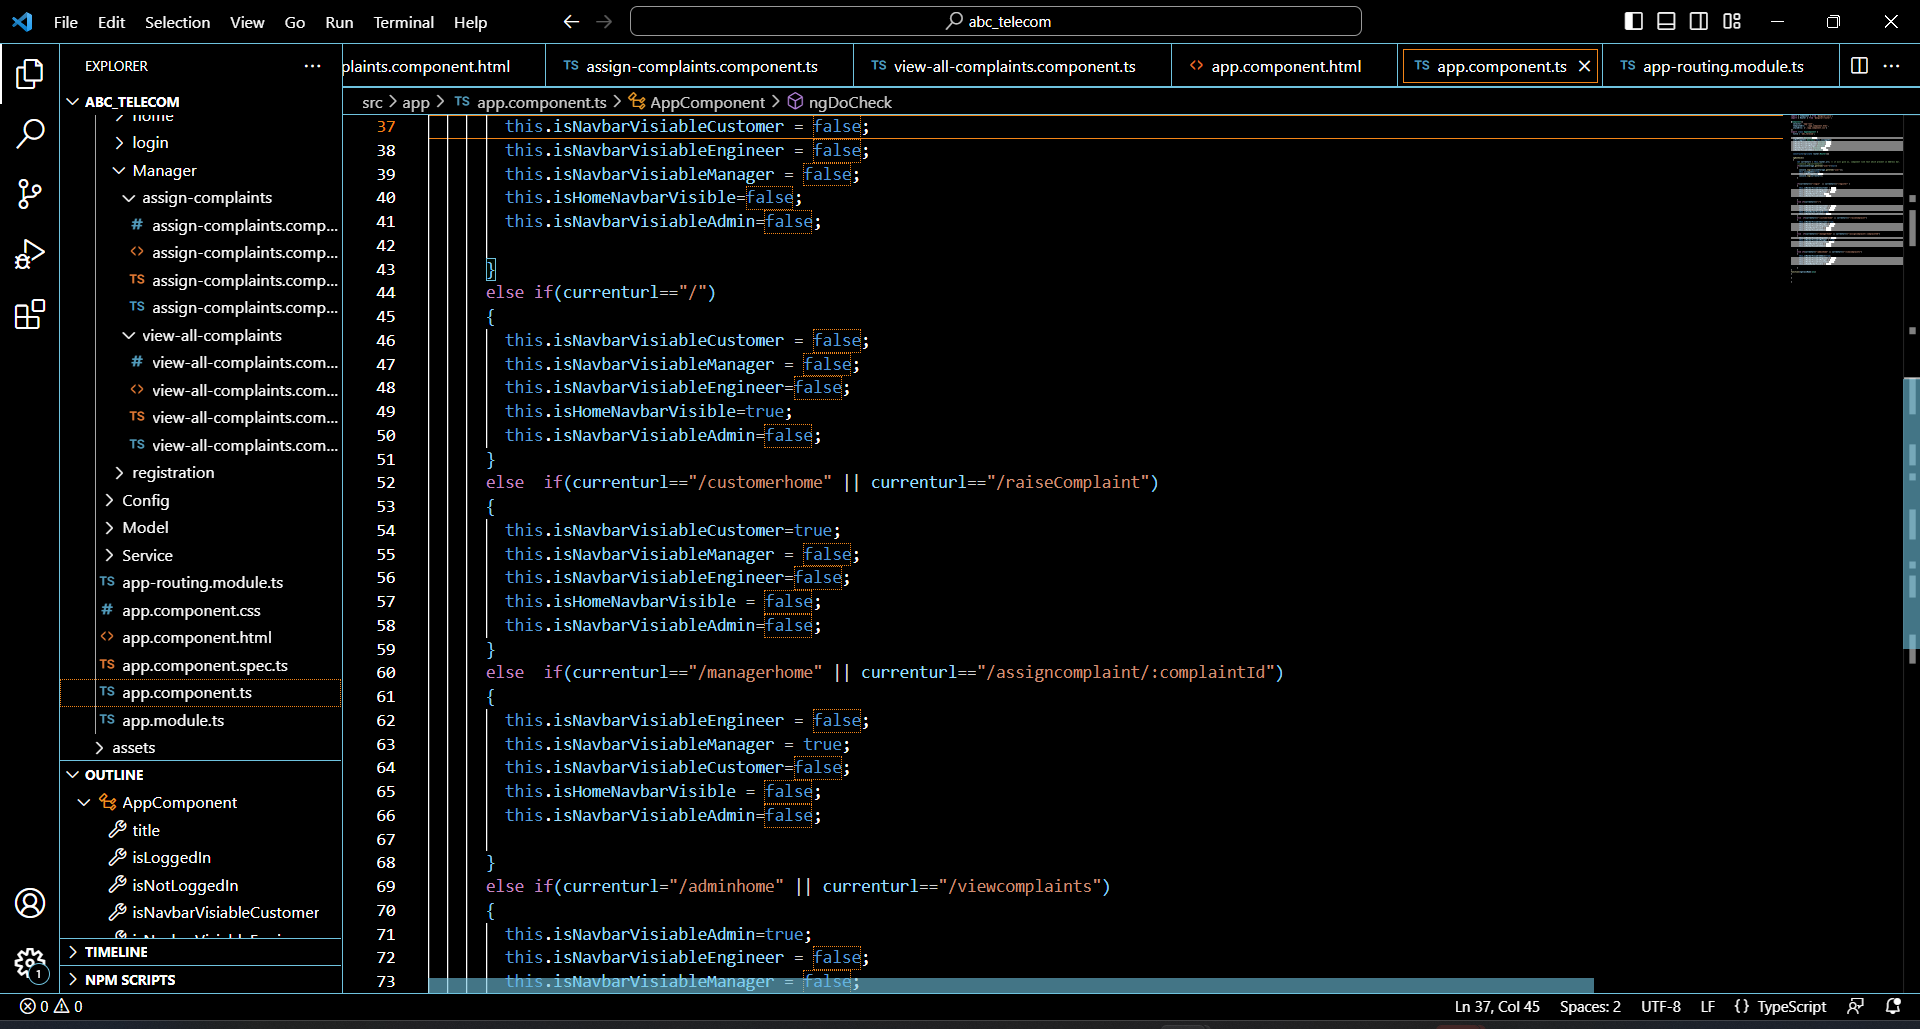 File Edit Selection View Go Run Terminal Help
abc_telecom
EXPLORER
plaints.component.html
TS assign-complaints.component.ts
TS view-all-complaints.component.ts
<> app.component.html
TS app.component.ts
TS app-routing.module.ts
src > app > TS app.component.ts > AppComponent > ngDoCheck
ABC_TELECOM
home
login
Manager
assign-complaints
# assign-complaints.comp...
<> assign-complaints.comp...
TS assign-complaints.comp...
TS assign-complaints.comp...
view-all-complaints
# view-all-complaints.com...
<> view-all-complaints.com...
TS view-all-complaints.com...
TS view-all-complaints.com...
registration
Config
Model
Service
TS app-routing.module.ts
# app.component.css
<> app.component.html
TS app.component.spec.ts
TS app.component.ts
TS app.module.ts
assets
OUTLINE
AppComponent
title
isLoggedIn
isNotLoggedIn
isNavbarVisiableCustomer
TIMELINE
NPM SCRIPTS
37 this.isNavbarVisiableCustomer = false;
38 this.isNavbarVisiableEngineer = false;
39 this.isNavbarVisiableManager = false;
40 this.isHomeNavbarVisible=false;
41 this.isNavbarVisiableAdmin=false;
42
43 }
44 else if(currenturl=="/")
45 {
46 this.isNavbarVisiableCustomer = false;
47 this.isNavbarVisiableManager = false;
48 this.isNavbarVisiableEngineer=false;
49 this.isHomeNavbarVisible=true;
50 this.isNavbarVisiableAdmin=false;
51 }
52 else  if(currenturl=="/customerhome" || currenturl=="/raiseComplaint")
53 {
54 this.isNavbarVisiableCustomer=true;
55 this.isNavbarVisiableManager = false;
56 this.isNavbarVisiableEngineer=false;
57 this.isHomeNavbarVisible = false;
58 this.isNavbarVisiableAdmin=false;
59 }
60 else  if(currenturl=="/managerhome" || currenturl=="/assigncomplaint/:complaintId")
61 {
62 this.isNavbarVisiableEngineer = false;
63 this.isNavbarVisiableManager = true;
64 this.isNavbarVisiableCustomer=false;
65 this.isHomeNavbarVisible = false;
66 this.isNavbarVisiableAdmin=false;
67
68 }
69 else if(currenturl="/adminhome" || currenturl=="/viewcomplaints")
70 {
71 this.isNavbarVisiableAdmin=true;
72 this.isNavbarVisiableEngineer = false;
73 this.isNavbarVisiableManager = false;
1
0 0
Ln 37, Col 45 Spaces: 2 UTF-8 LF {} TypeScript